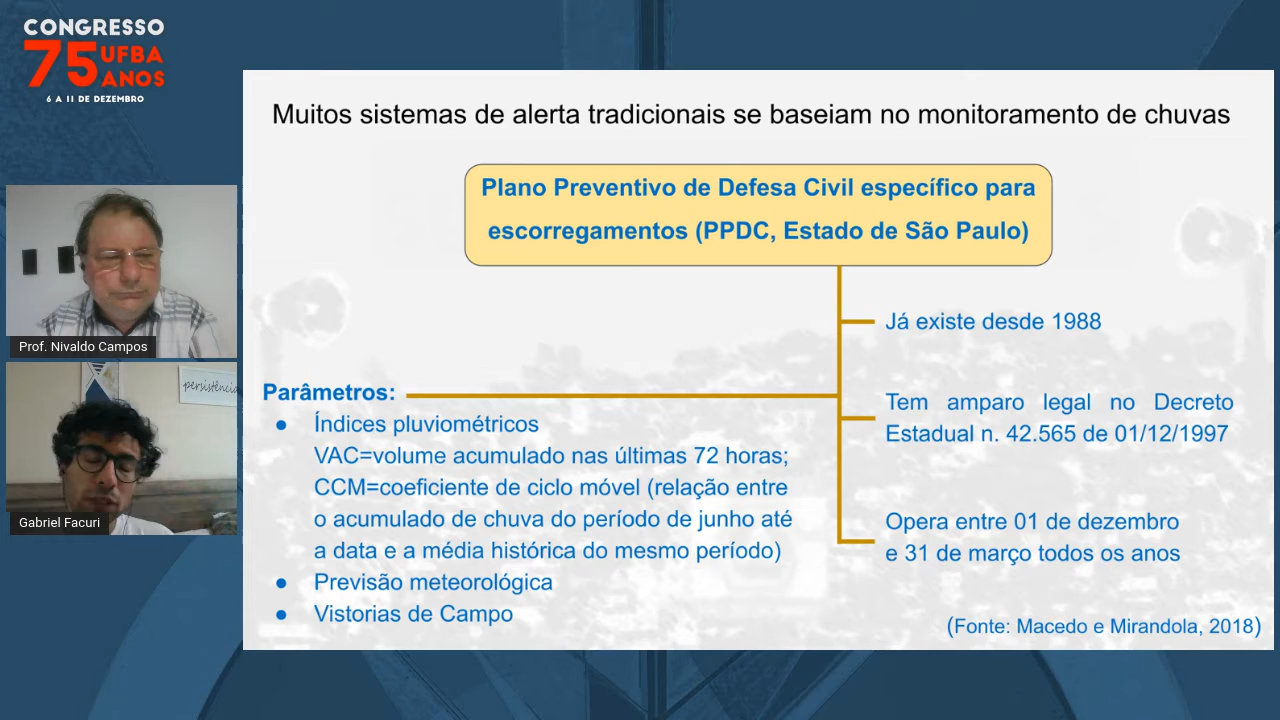 CONGRESSO
75 UFBA
ANOS
6 A 11 DE DEZEMBRO
Muitos sistemas de alerta tradicionais se baseiam no monitoramento de chuvas
Plano Preventivo de Defesa Civil específico para
escorregamentos (PPDC, Estado de São Paulo)
Já existe desde 1988
Tem amparo legal no Decreto
Estadual n. 42.565 de 01/12/1997
Opera entre 01 de dezembro
e 31 de março todos os anos
Parâmetros:
● Índices pluviométricos
VAC=volume acumulado nas últimas 72 horas;
CCM=coeficiente de ciclo móvel (relação entre
o acumulado de chuva do período de junho até
a data e a média histórica do mesmo período)
● Previsão meteorológica
● Vistorias de Campo
(Fonte: Macedo e Mirandola, 2018)
Prof. Nivaldo Campos
persistência
Gabriel Facuri